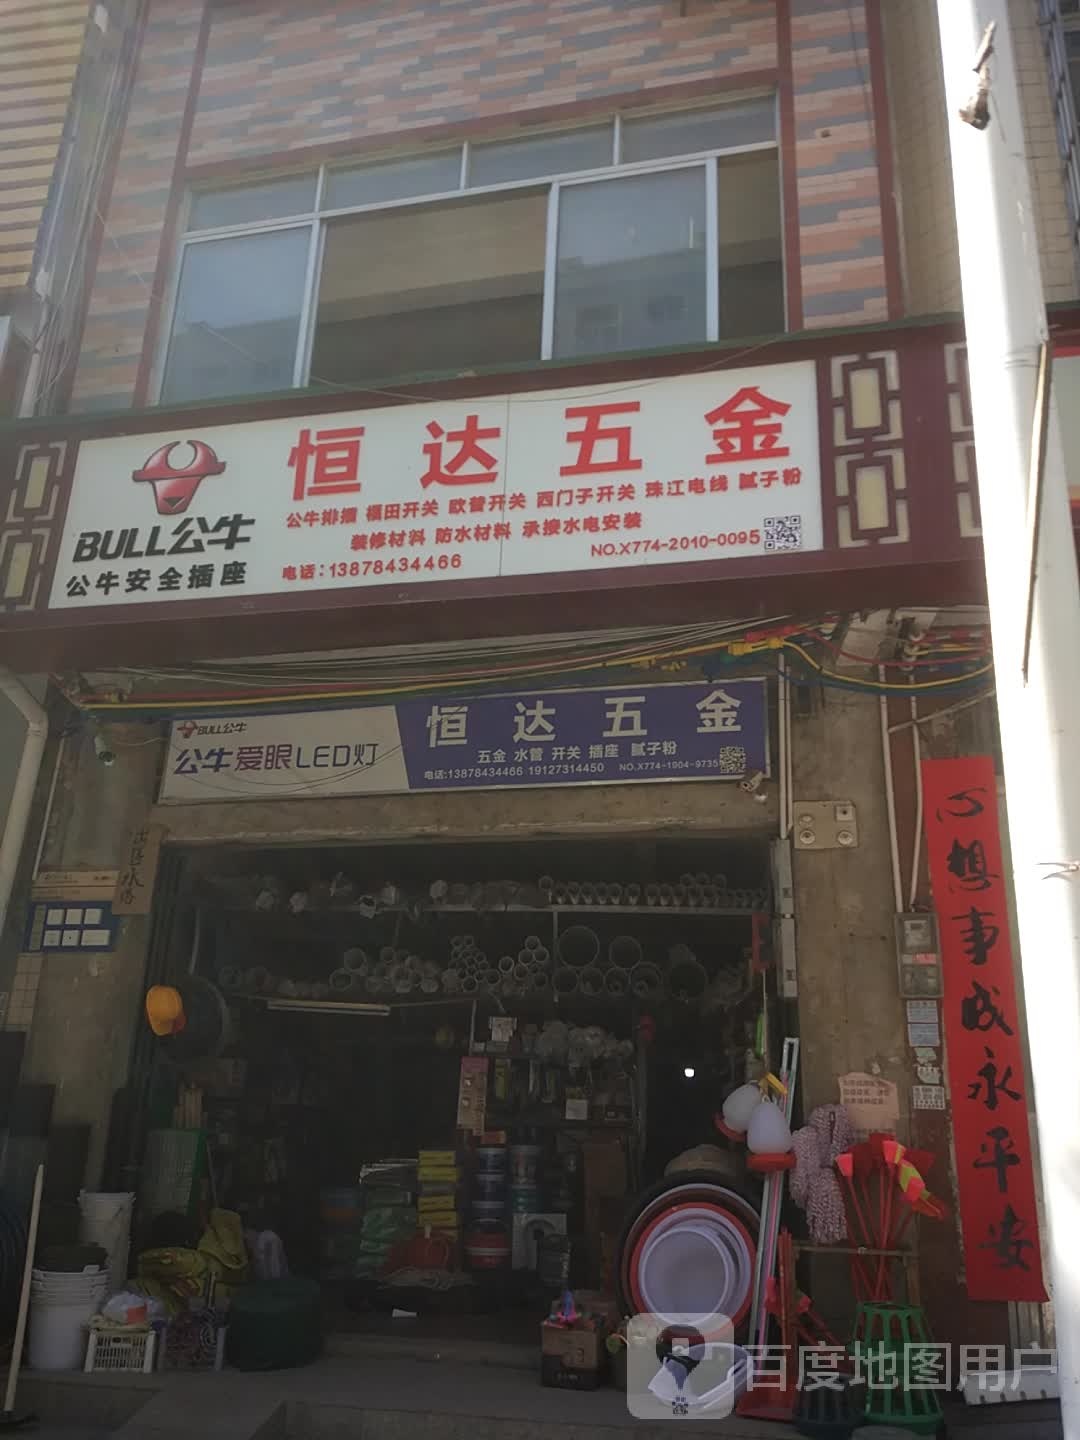 恒达五金
BULL公牛
公牛安全插座
公牛排插 福田开关 欧普开关 西门子开关 珠江电线 腻子粉
装修材料 防水材料 承接水电安装
电话：13878434466
NO.X774-2010-0095
BULL公牛
公牛爱眼LED灯
恒达五金
五金 水管 开关 插座 腻子粉
电话:13878434466 19127314450
NO.X774-1904-9735
心想事成永平安
百度地图用户